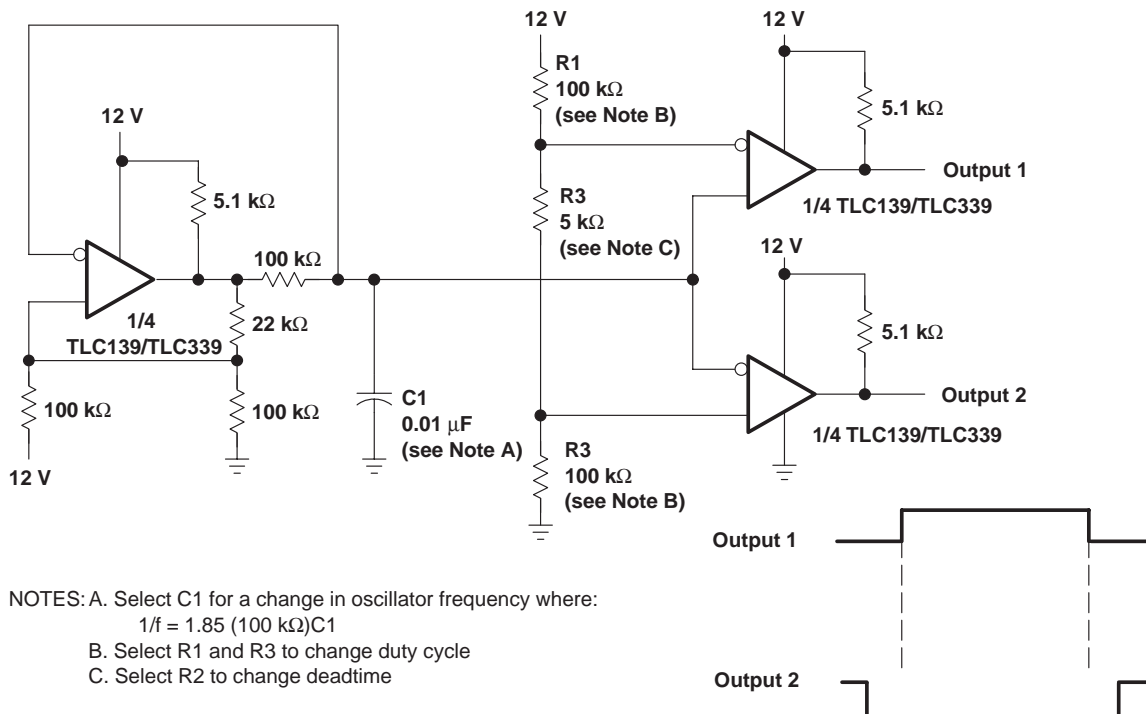 12 V
12 V
R1
100 kΩ
(see Note B)
5.1 kΩ
12 V
Output 1
5.1 kΩ
R3
5 kΩ
(see Note C)
1/4 TLC139/TLC339
12 V
100 kΩ
1/4
TLC139/TLC339
22 kΩ
5.1 kΩ
100 kΩ
100 kΩ
C1
0.01 μF
(see Note A)
Output 2
1/4 TLC139/TLC339
R3
100 kΩ
(see Note B)
12 V
Output 1
NOTES: A. Select C1 for a change in oscillator frequency where:
1/f = 1.85 (100 kΩ)C1
B. Select R1 and R3 to change duty cycle
C. Select R2 to change deadtime
Output 2